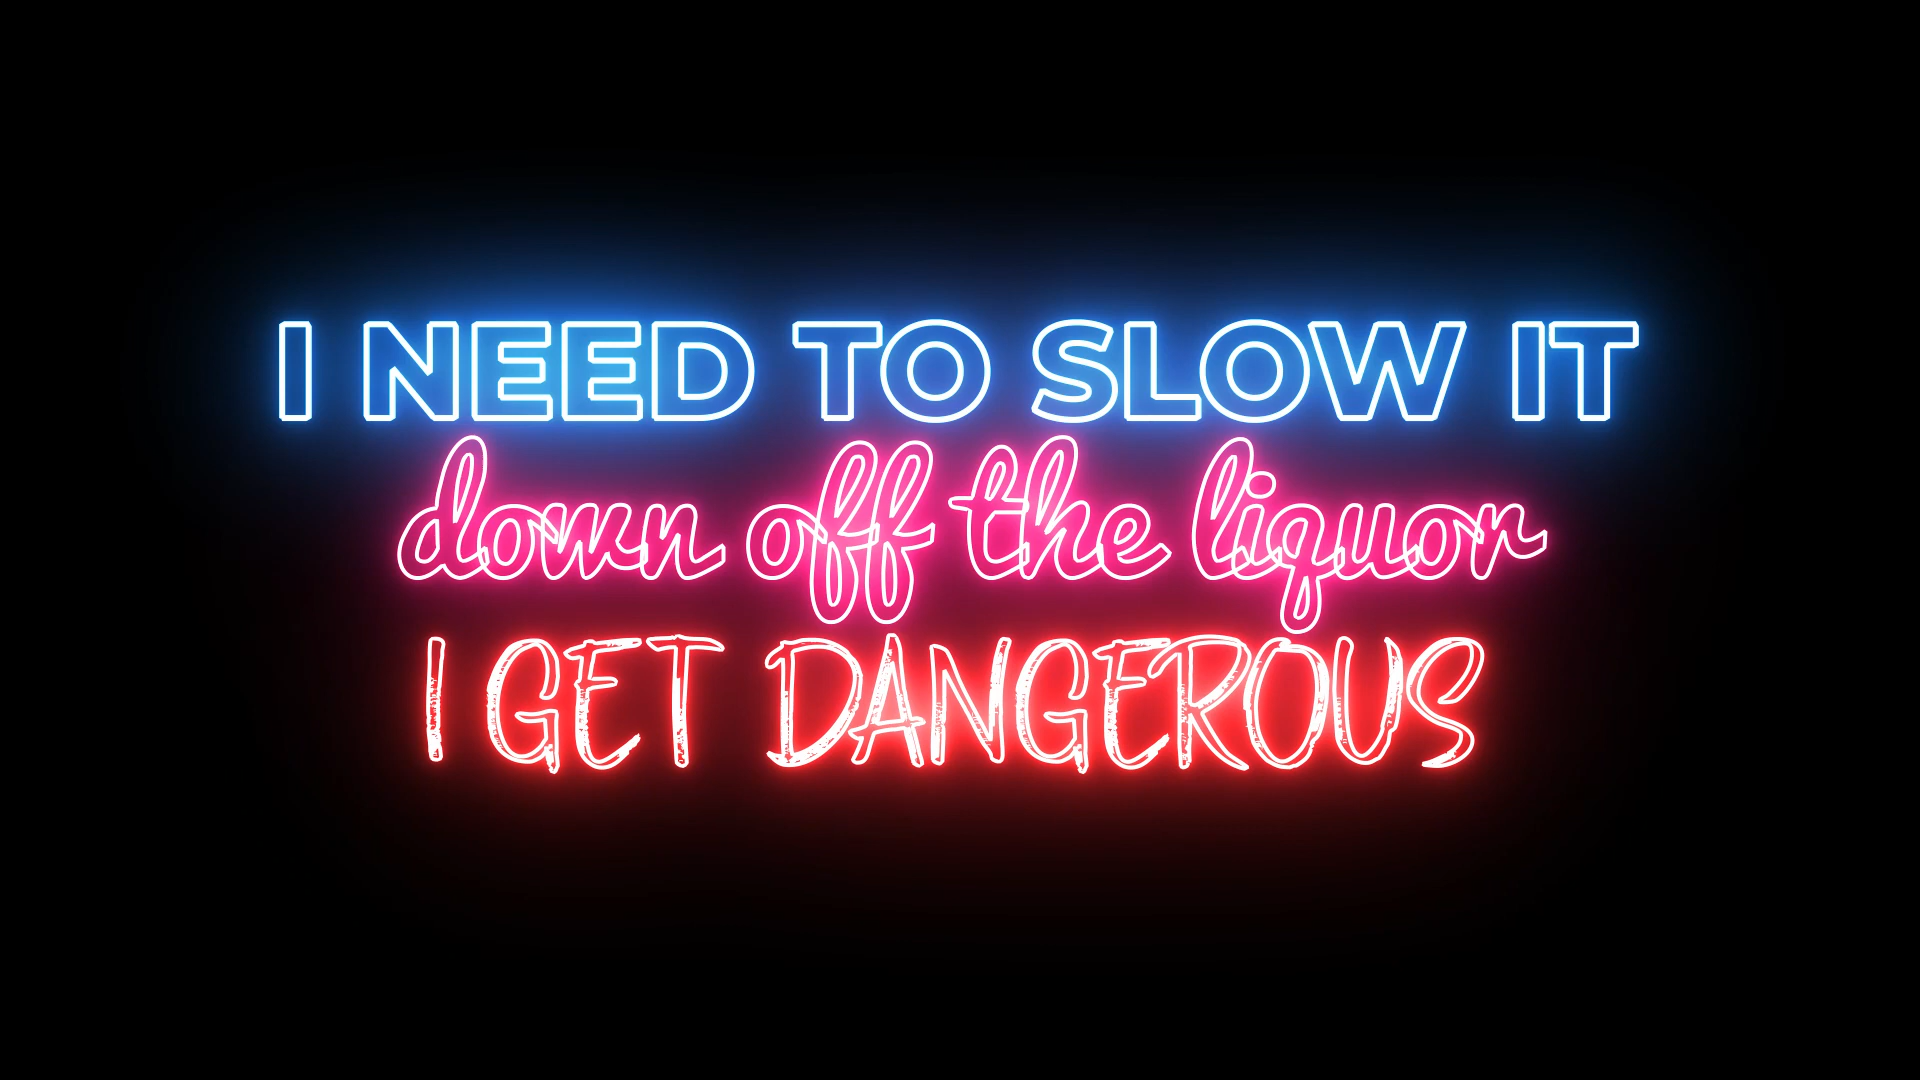 I NEED TO SLOW IT
down off the liquor
I GET DANGEROUS